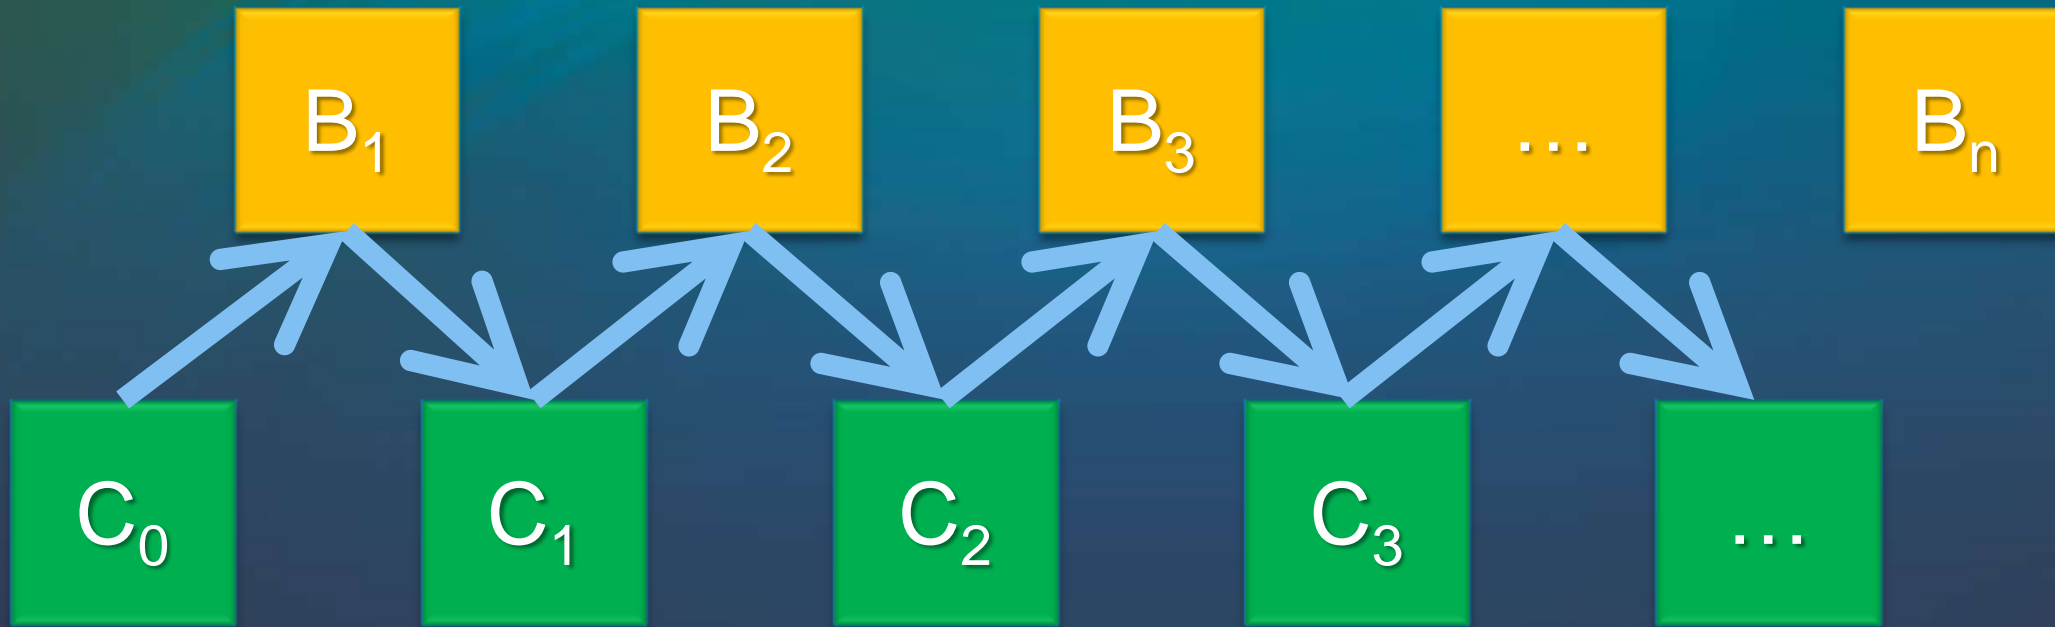 B₁ B₂ B₃ ... Bₙ
C₀ C₁ C₂ C₃ ...